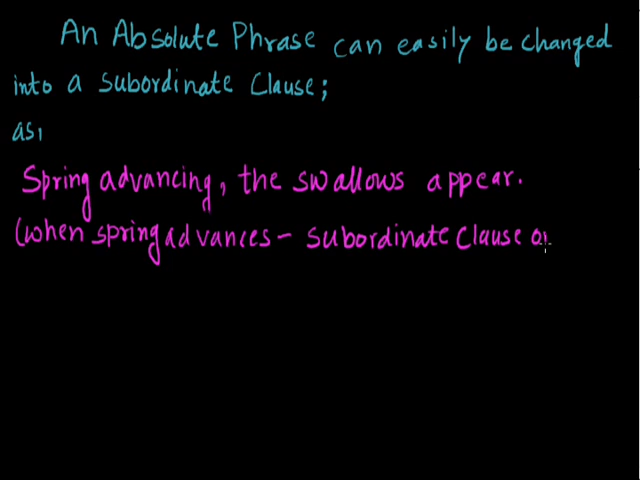 An Absolute Phrase can easily be changed
into a subordinate Clause;
as,
Spring advancing, the swallows appear.
(when spring advances - subordinate Clause